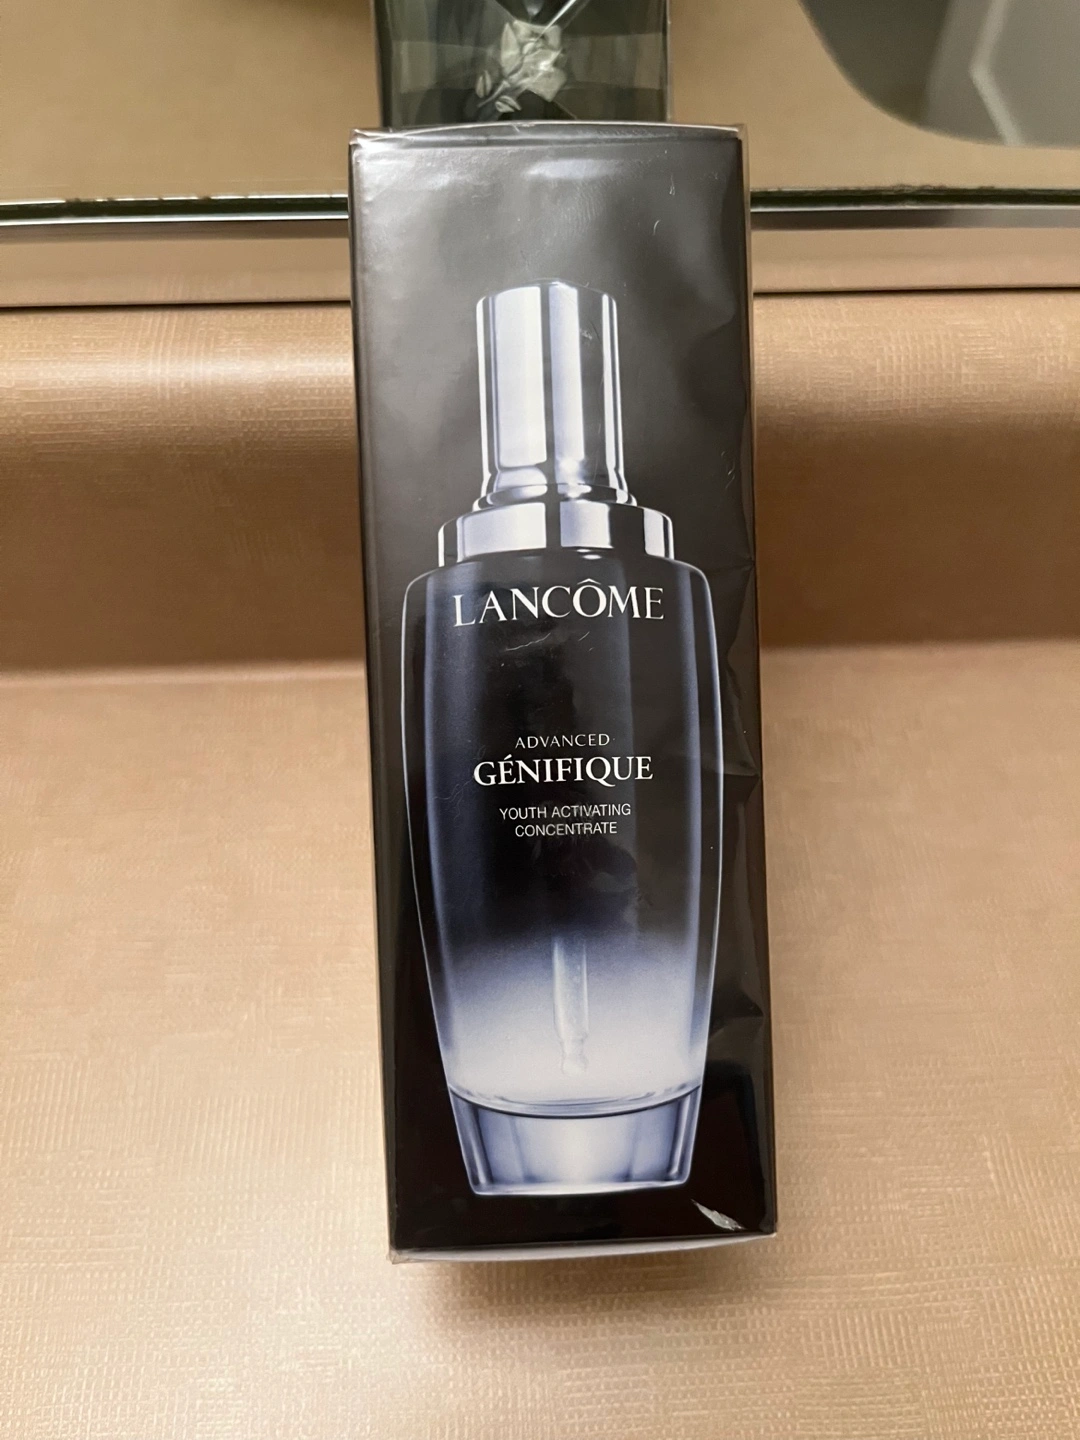 LANCÔME
ADVANCED
GÉNIFIQUE
YOUTH ACTIVATING
CONCENTRATE